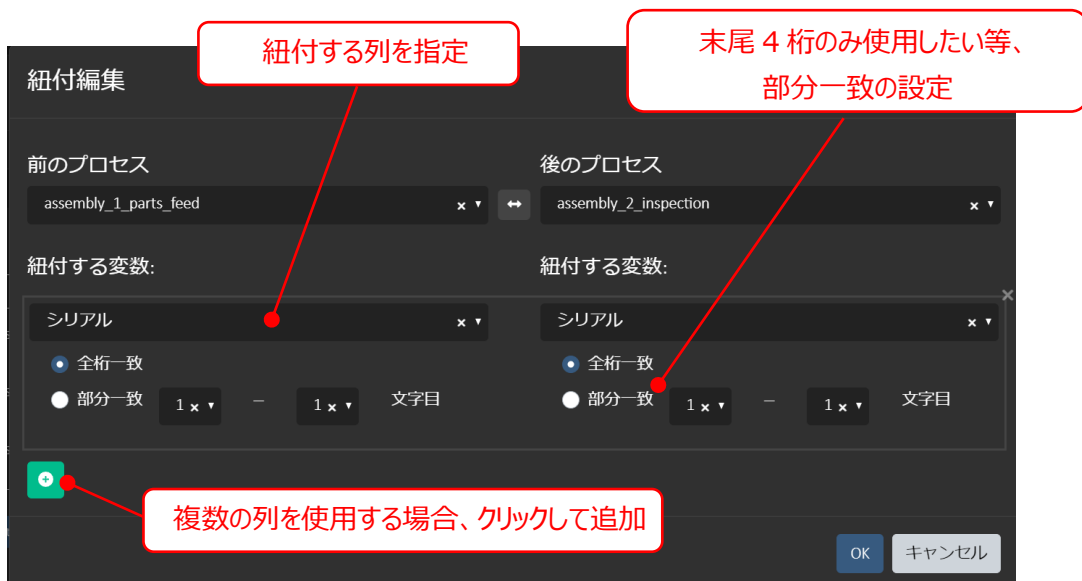 紐付する列を指定
末尾 4 桁のみ使用したい等、
部分一致の設定
紐付編集
前のプロセス
後のプロセス
assembly_1_parts_feed
assembly_2_inspection
紐付する変数:
紐付する変数:
シリアル
シリアル
全桁一致
全桁一致
部分一致 1 – 1 文字目
部分一致 1 – 1 文字目
複数の列を使用する場合、クリックして追加
OK
キャンセル